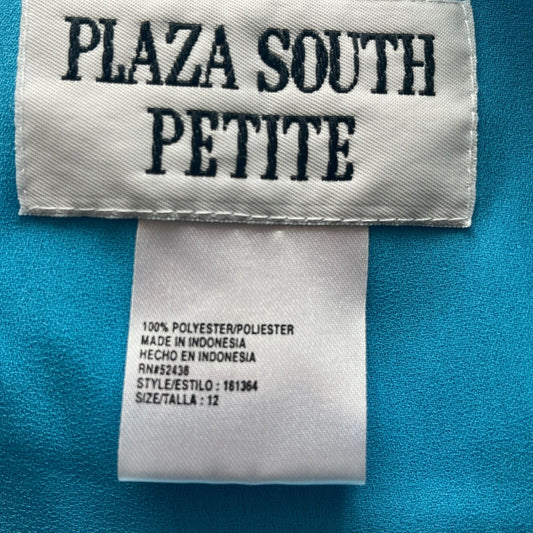 PLAZA SOUTH
PETITE
100% POLYESTER/POLIESTER
MADE IN INDONESIA
HECHO EN INDONESIA
RN#52438
STYLE/ESTILO : 161364
SIZE/TALLA : 12